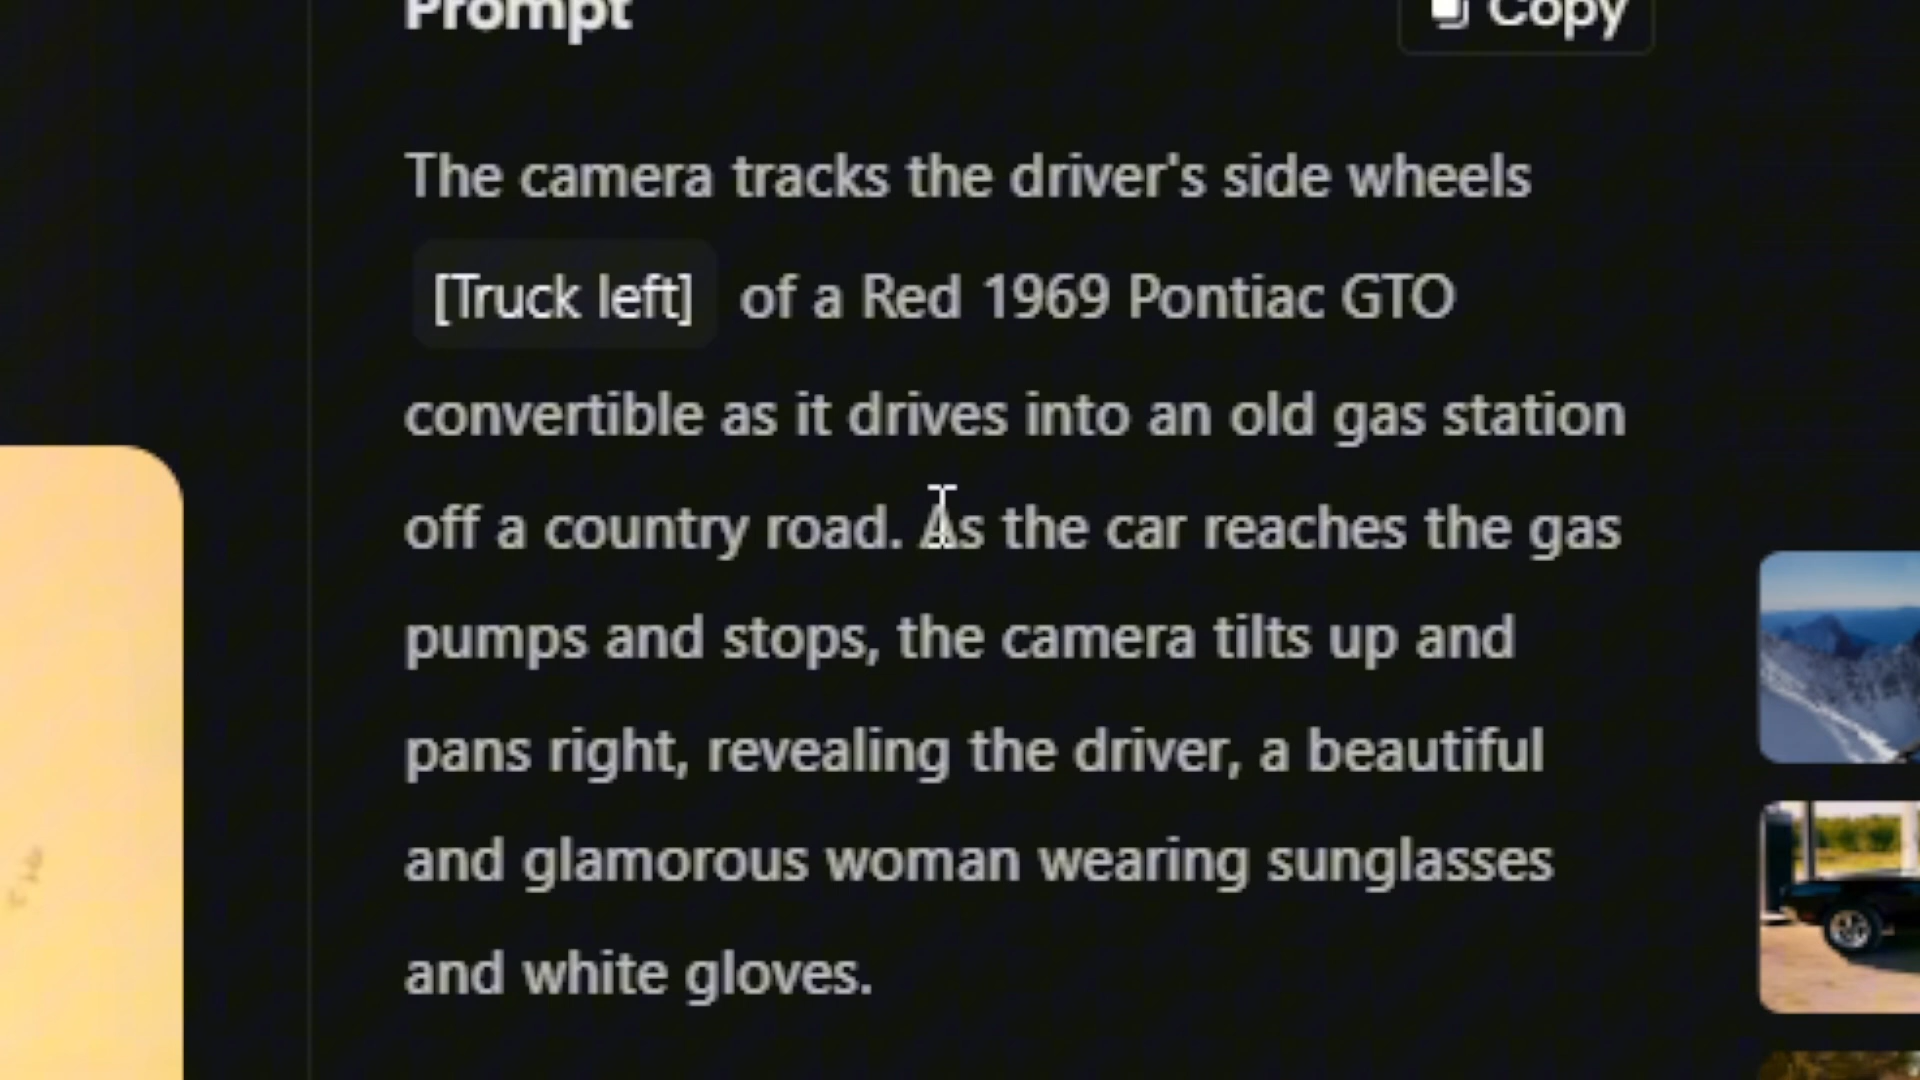 Prompt
Copy
The camera tracks the driver's side wheels
[Truck left] of a Red 1969 Pontiac GTO
convertible as it drives into an old gas station
off a country road. As the car reaches the gas
pumps and stops, the camera tilts up and
pans right, revealing the driver, a beautiful
and glamorous woman wearing sunglasses
and white gloves.